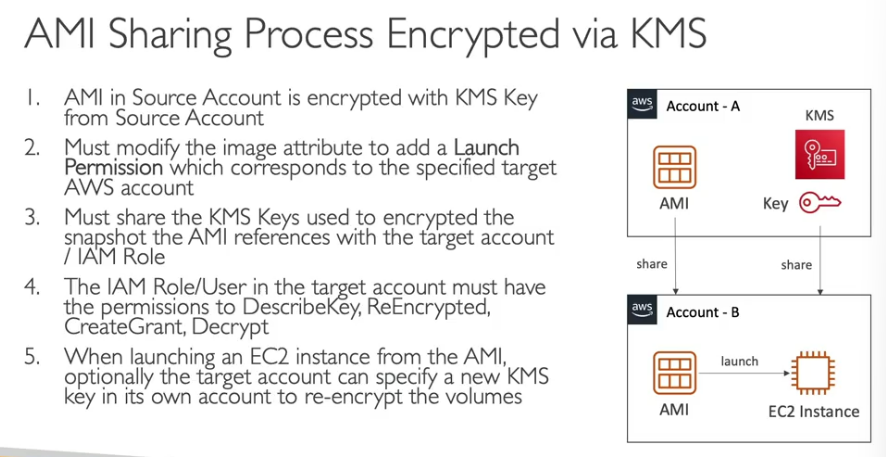 AMI Sharing Process Encrypted via KMS
1. AMI in Source Account is encrypted with KMS Key
from Source Account
2. Must modify the image attribute to add a Launch
Permission which corresponds to the specified target
AWS account
3. Must share the KMS Keys used to encrypted the
snapshot the AMI references with the target account
/ IAM Role
4. The IAM Role/User in the target account must have
the permissions to DescribeKey, ReEncrypted,
CreateGrant, Decrypt
5. When launching an EC2 instance from the AMI,
optionally the target account can specify a new KMS
key in its own account to re-encrypt the volumes
aws
Account - A
KMS
AMI
Key
share
share
aws
Account - B
launch
AMI
EC2 Instance